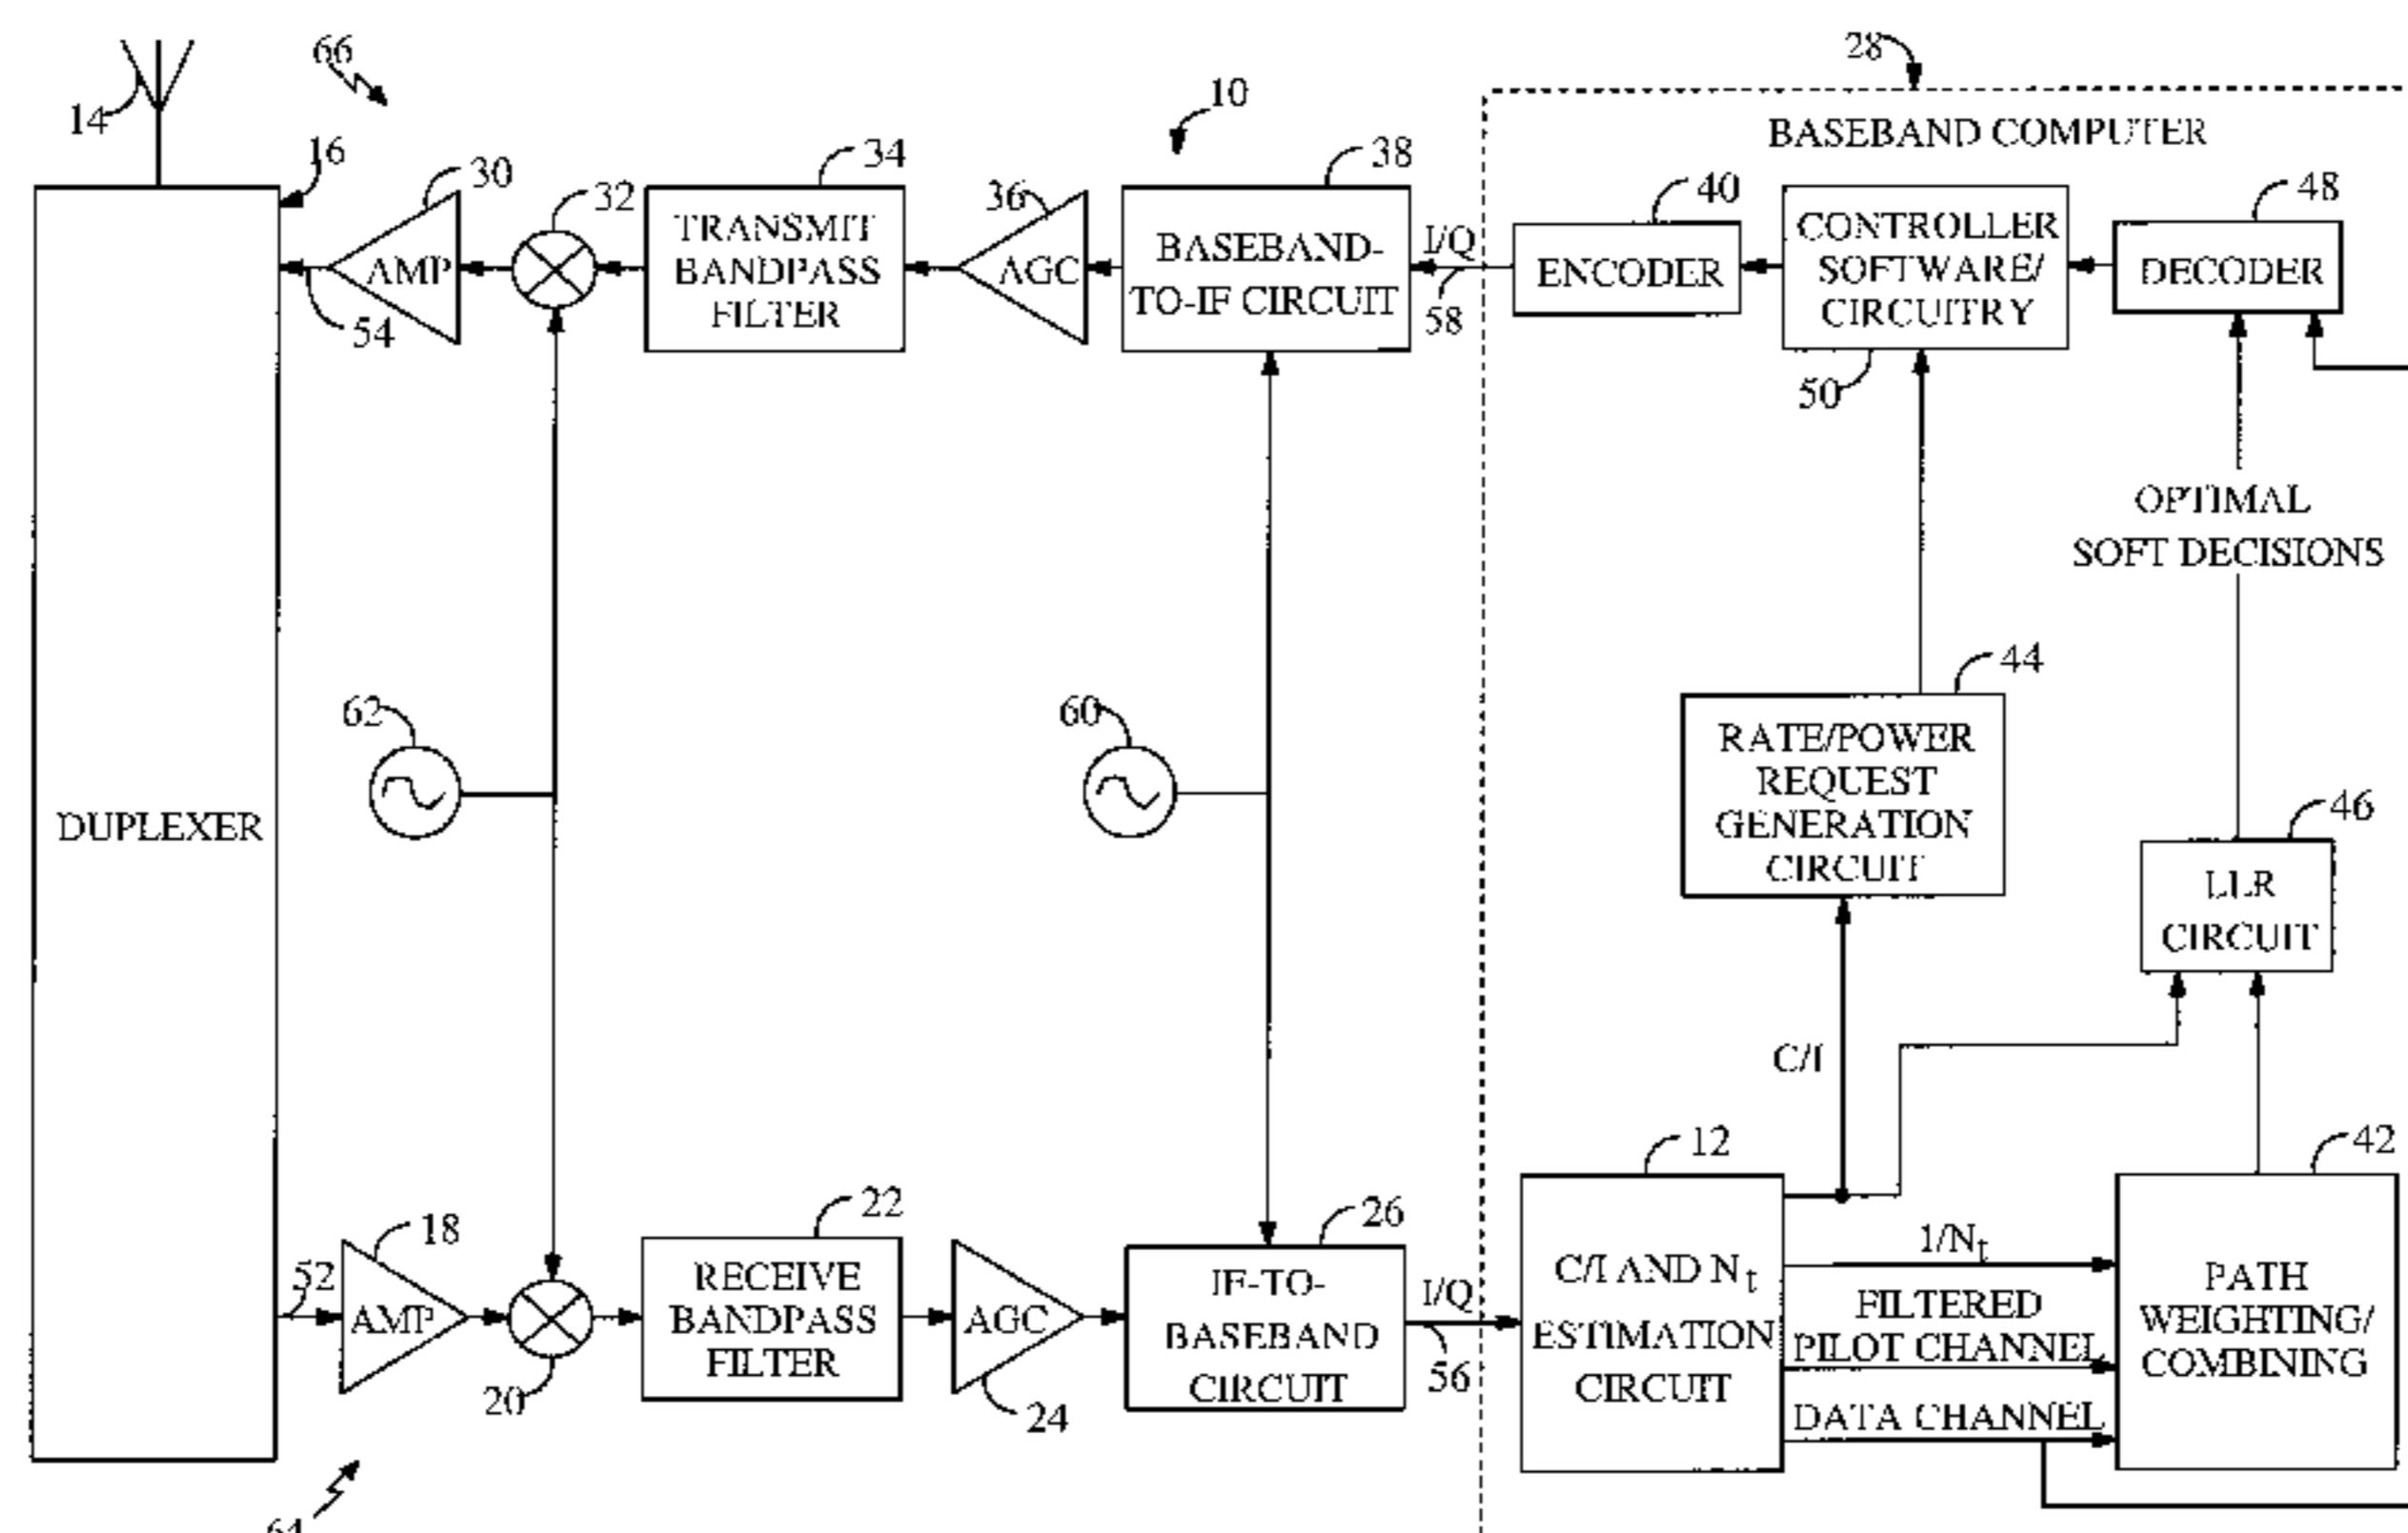 66
28
14
10
BASEBAND COMPUTER
16
30
32
34
36
38
40
48
TRANSMIT
BANDPASS
FILTER
AMP
AGC
BASEBAND-
TO-IF CIRCUIT
I/Q
58
ENCODER
CONTROLLER
SOFTWARE/
CIRCUITRY
DECODER
54
50
OPTIMAL
SOFT DECISIONS
44
62
60
RATE/POWER
REQUEST
GENERATION
CIRCUIT
DUPLEXER
46
LLR
CIRCUIT
C/I
12
42
18
22
26
52
AMP
20
RECEIVE
BANDPASS
FILTER
AGC
24
IF-TO-
BASEBAND
CIRCUIT
I/Q
56
C/I AND Nt
ESTIMATION
CIRCUIT
1/Nt
FILTERED
PILOT CHANNEL
DATA CHANNEL
PATH
WEIGHTING/
COMBINING
64